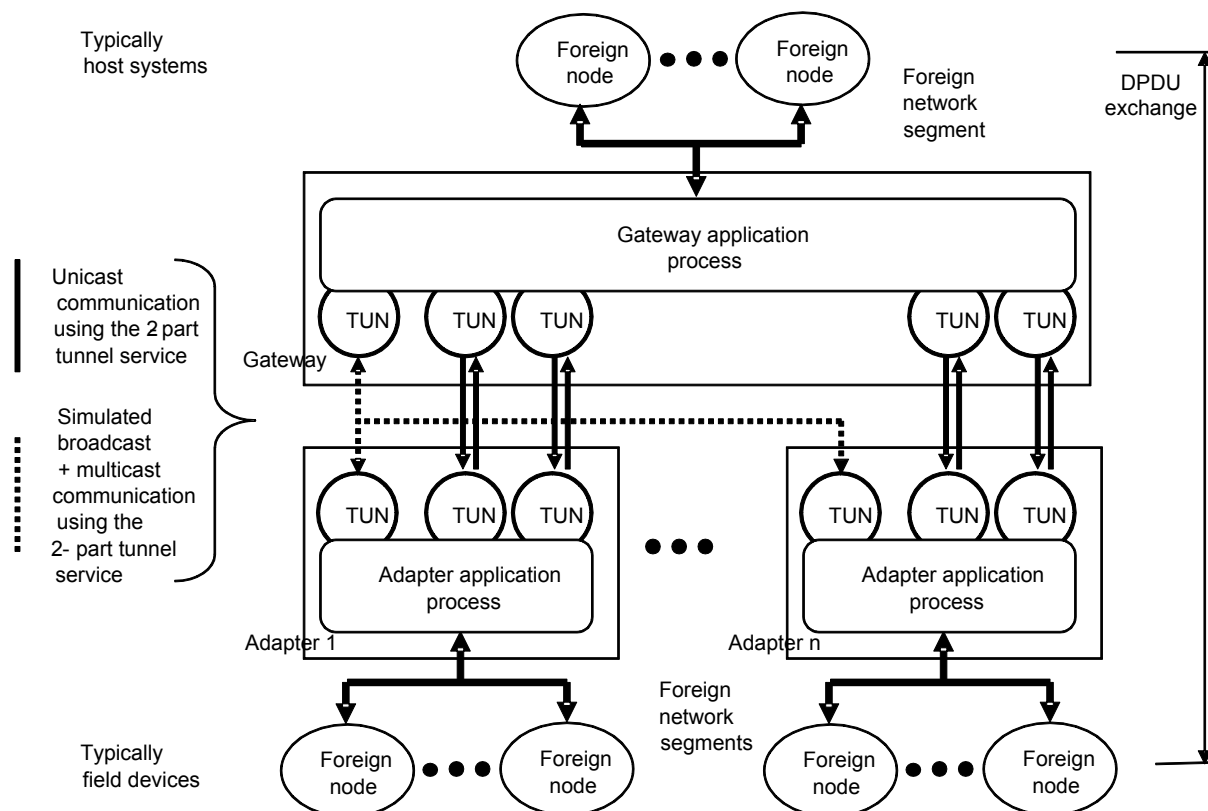 Typically
host systems
Foreign
node
Foreign
node
Foreign
network
segment
DPDU
exchange
Gateway application
process
Unicast
communication
using the 2 part
tunnel service
TUN
TUN
TUN
TUN
TUN
Gateway
Simulated
broadcast
+ multicast
communication
using the
2- part tunnel
service
TUN
TUN
TUN
TUN
TUN
TUN
Adapter application
process
Adapter application
process
Adapter 1
Adapter n
Foreign
network
segments
Typically
field devices
Foreign
node
Foreign
node
Foreign
node
Foreign
node